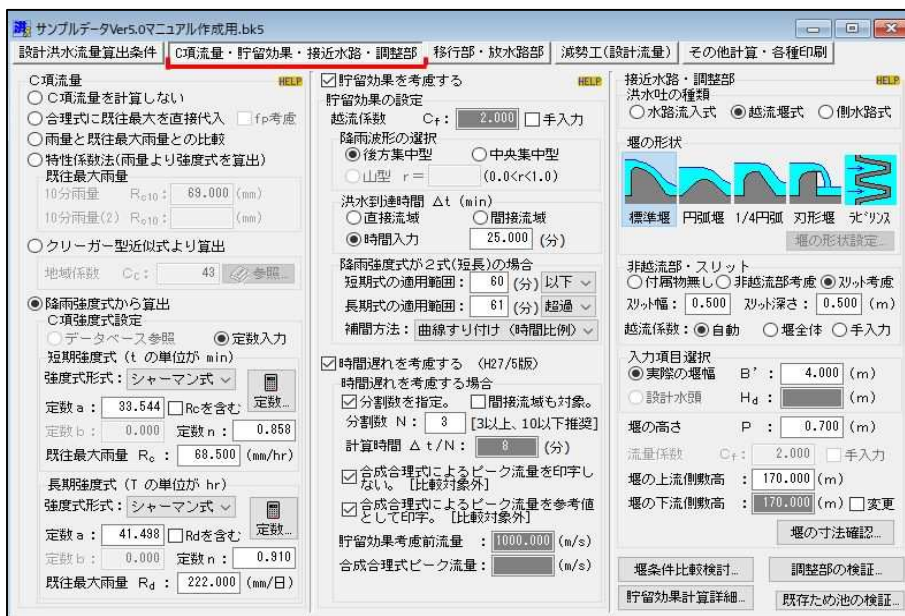 サンプルデータVer5.0マニュアル作成用.bk5
設計洪水流量算出条件 C項流量・貯留効果・接近水路・調整部 移行部・放水路部 減勢工(設計流量) その他計算・各種印刷
C項流量 HELP
C項流量を計算しない
合理式に既往最大を直接代入 fp考慮
雨量と既往最大雨量との比較
特性係数法(雨量より強度式を算出)
既往最大雨量
10分雨量 Re10: 69.000 (mm)
10分雨量(2) Re10: (mm)
クリーガー型近似式より算出
地域係数 Cc: 43 参照...
降雨強度式から算出
C項強度式設定
データベース参照 定数入力
短期強度式 (t の単位が min)
強度式形式: シャーマン式
定数a: 33.544 Rcを含む 定数...
定数b: 0.000 定数n: 0.858
既往最大雨量 Rc: 68.500 (mm/hr)
長期強度式 (T の単位が hr)
強度式形式: シャーマン式
定数a: 41.498 Rdを含む 定数...
定数b: 0.000 定数n: 0.910
既往最大雨量 Rd: 222.000 (mm/日)
貯留効果を考慮する HELP
貯留効果の設定
越流係数 Cf: 2.000 手入力
降雨波形の選択
後方集中型 中央集中型
山型 r= (0.0<r<1.0)
洪水到達時間 Δt (min)
直接流域 間接流域
時間入力 25.000 (分)
降雨強度式が2式(短長)の場合
短期式の適用範囲: 60 (分) 以下
長期式の適用範囲: 61 (分) 超過
補間方法: 曲線すり付け (時間比例)
時間遅れを考慮する (H27/5版)
時間遅れを考慮する場合
分割数を指定。 間接流域も対象。
分割数 N: 3 [3以上、10以下推奨]
計算時間 Δt/N: 8 (分)
合成合理式によるピーク流量を印字し
ない。 [比較対象外]
合成合理式によるピーク流量を参考値
として印字。 [比較対象外]
貯留効果考慮前流量 : 1000.000 (m/s)
合成合理式ピーク流量: (m/s)
接近水路・調整部 HELP
洪水吐の種類
水路流入式 越流堰式 側水路式
堰の形状
標準堰 円弧堰 1/4円弧 刃形堰 ラビリンス
堰の形状設定...
非越流部・スリット
付属物無し 非越流部考慮 スリット考慮
スリット幅: 0.500 スリット深さ: 0.500 (m)
越流係数: 自動 堰全体 手入力
入力項目選択
実際の堰幅 B': 4.000 (m)
設計水頭 Hd: (m)
堰の高さ P: 0.700 (m)
流量係数 Cf: 2.000 手入力
堰の上流側敷高 : 170.000 (m)
堰の下流側敷高 : 170.000 (m) 変更
堰の寸法確認...
堰条件比較検討... 調整部の検証...
貯留効果計算詳細... 既存ため池の検証...